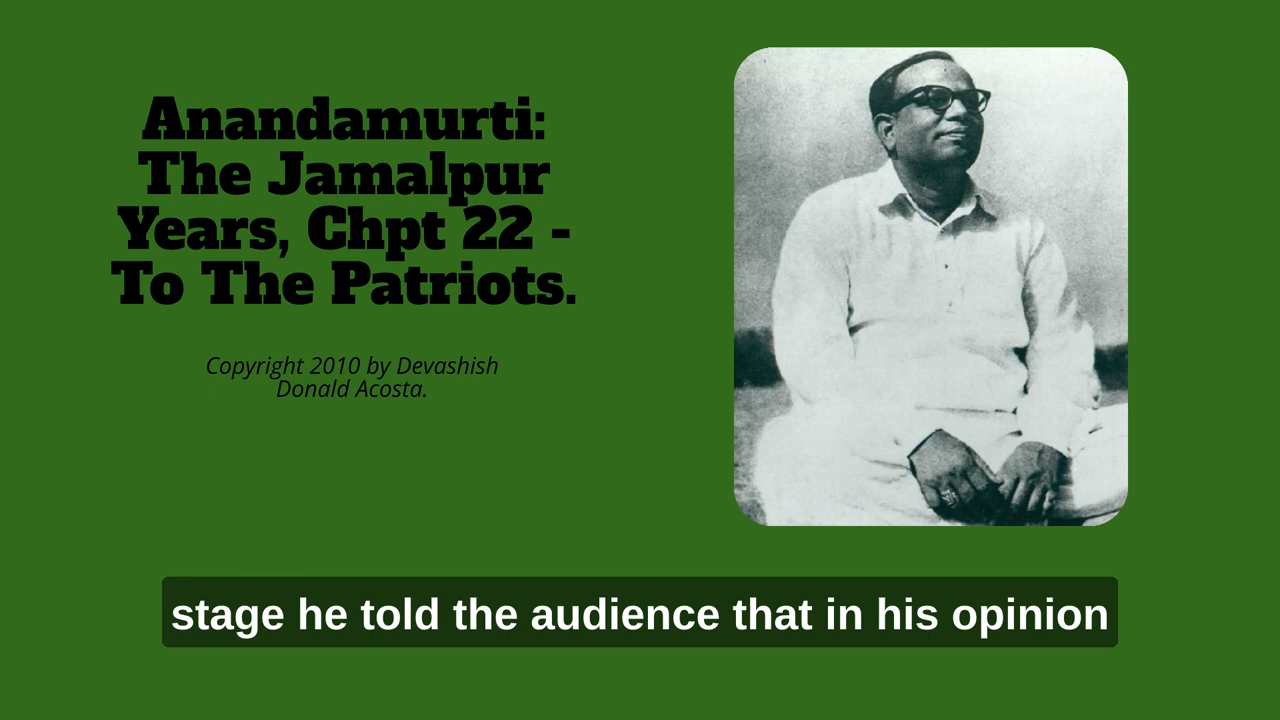 Anandamurti:
The Jamalpur
Years, Chpt 22 -
To The Patriots.
Copyright 2010 by Devashish
Donald Acosta.
stage he told the audience that in his opinion